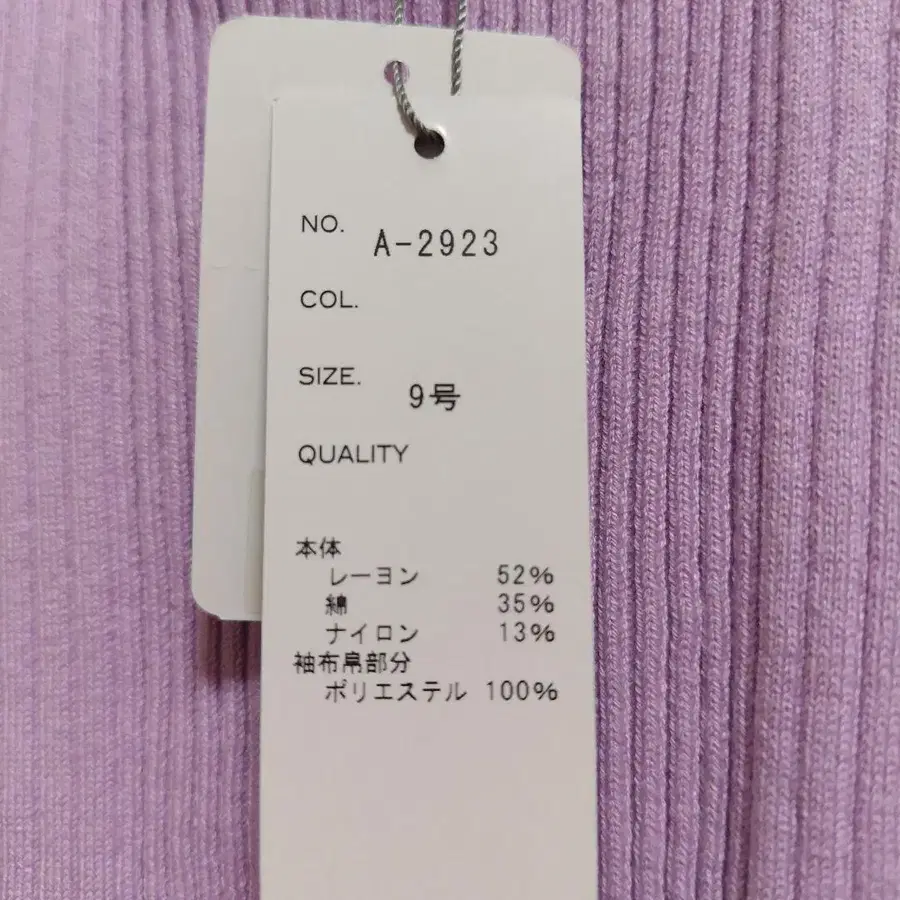 NO. A-2923
COL.
SIZE. 9号
QUALITY
本体
レーヨン 52%
綿 35%
ナイロン 13%
袖布帛部分
ポリエステル 100%